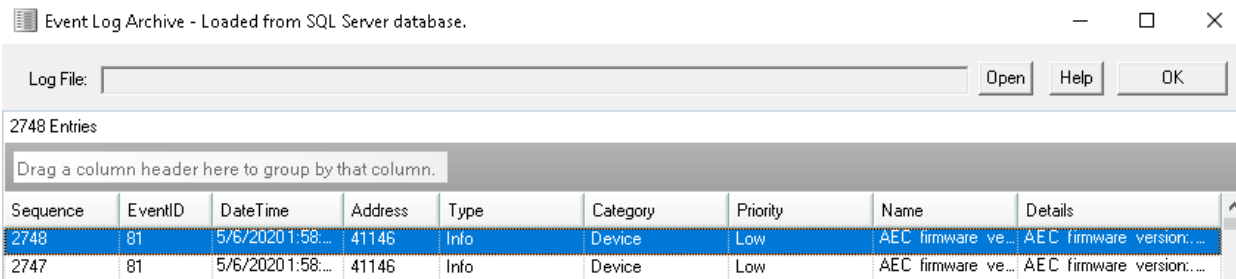 Event Log Archive - Loaded from SQL Server database.
Log File: Open Help OK
2748 Entries
Drag a column header here to group by that column.
Sequence EventID DateTime Address Type Category Priority Name Details
2748 81 5/6/2020 1:58:... 41146 Info Device Low AEC firmware ve... AEC firmware version:...
2747 81 5/6/2020 1:58:... 41146 Info Device Low AEC firmware ve... AEC firmware version:...